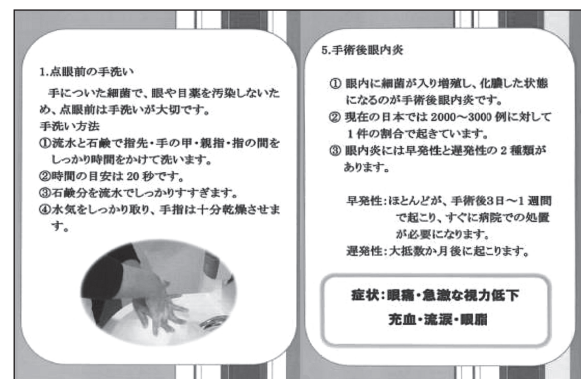 1.点眼前の手洗い
手についた細菌で、眼や目薬を汚染しないた
め、点眼前は手洗いが大切です。
手洗い方法
①流水と石鹸で指先・手の甲・親指・指の間を
しっかり時間をかけて洗います。
②時間の目安は20秒です。
③石鹸分を流水でしっかりすすぎます。
④水気をしっかり取り、手指は十分乾燥させま
す。
5.手術後眼内炎
① 眼内に細菌が入り増殖し、化膿した状態
になるのが手術後眼内炎です。
② 現在の日本では2000~3000例に対して
1件の割合で起きています。
③ 眼内炎には早発性と遅発性の2種類が
あります。
早発性:ほとんどが、手術後3日~1週間
で起こり、すぐに病院での処置
が必要になります。
遅発性:大抵数か月後に起こります。
症状:眼痛・急激な視力低下
充血・流涙・眼脂